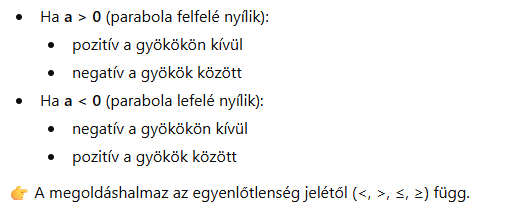 Ha a > 0 (parabola felfelé nyílik):
pozitív a gyökökön kívül
negatív a gyökök között
Ha a < 0 (parabola lefelé nyílik):
negatív a gyökökön kívül
pozitív a gyökök között
👉 A megoldáshalmaz az egyenlőtlenség jelétől (<, >, ≤, ≥) függ.